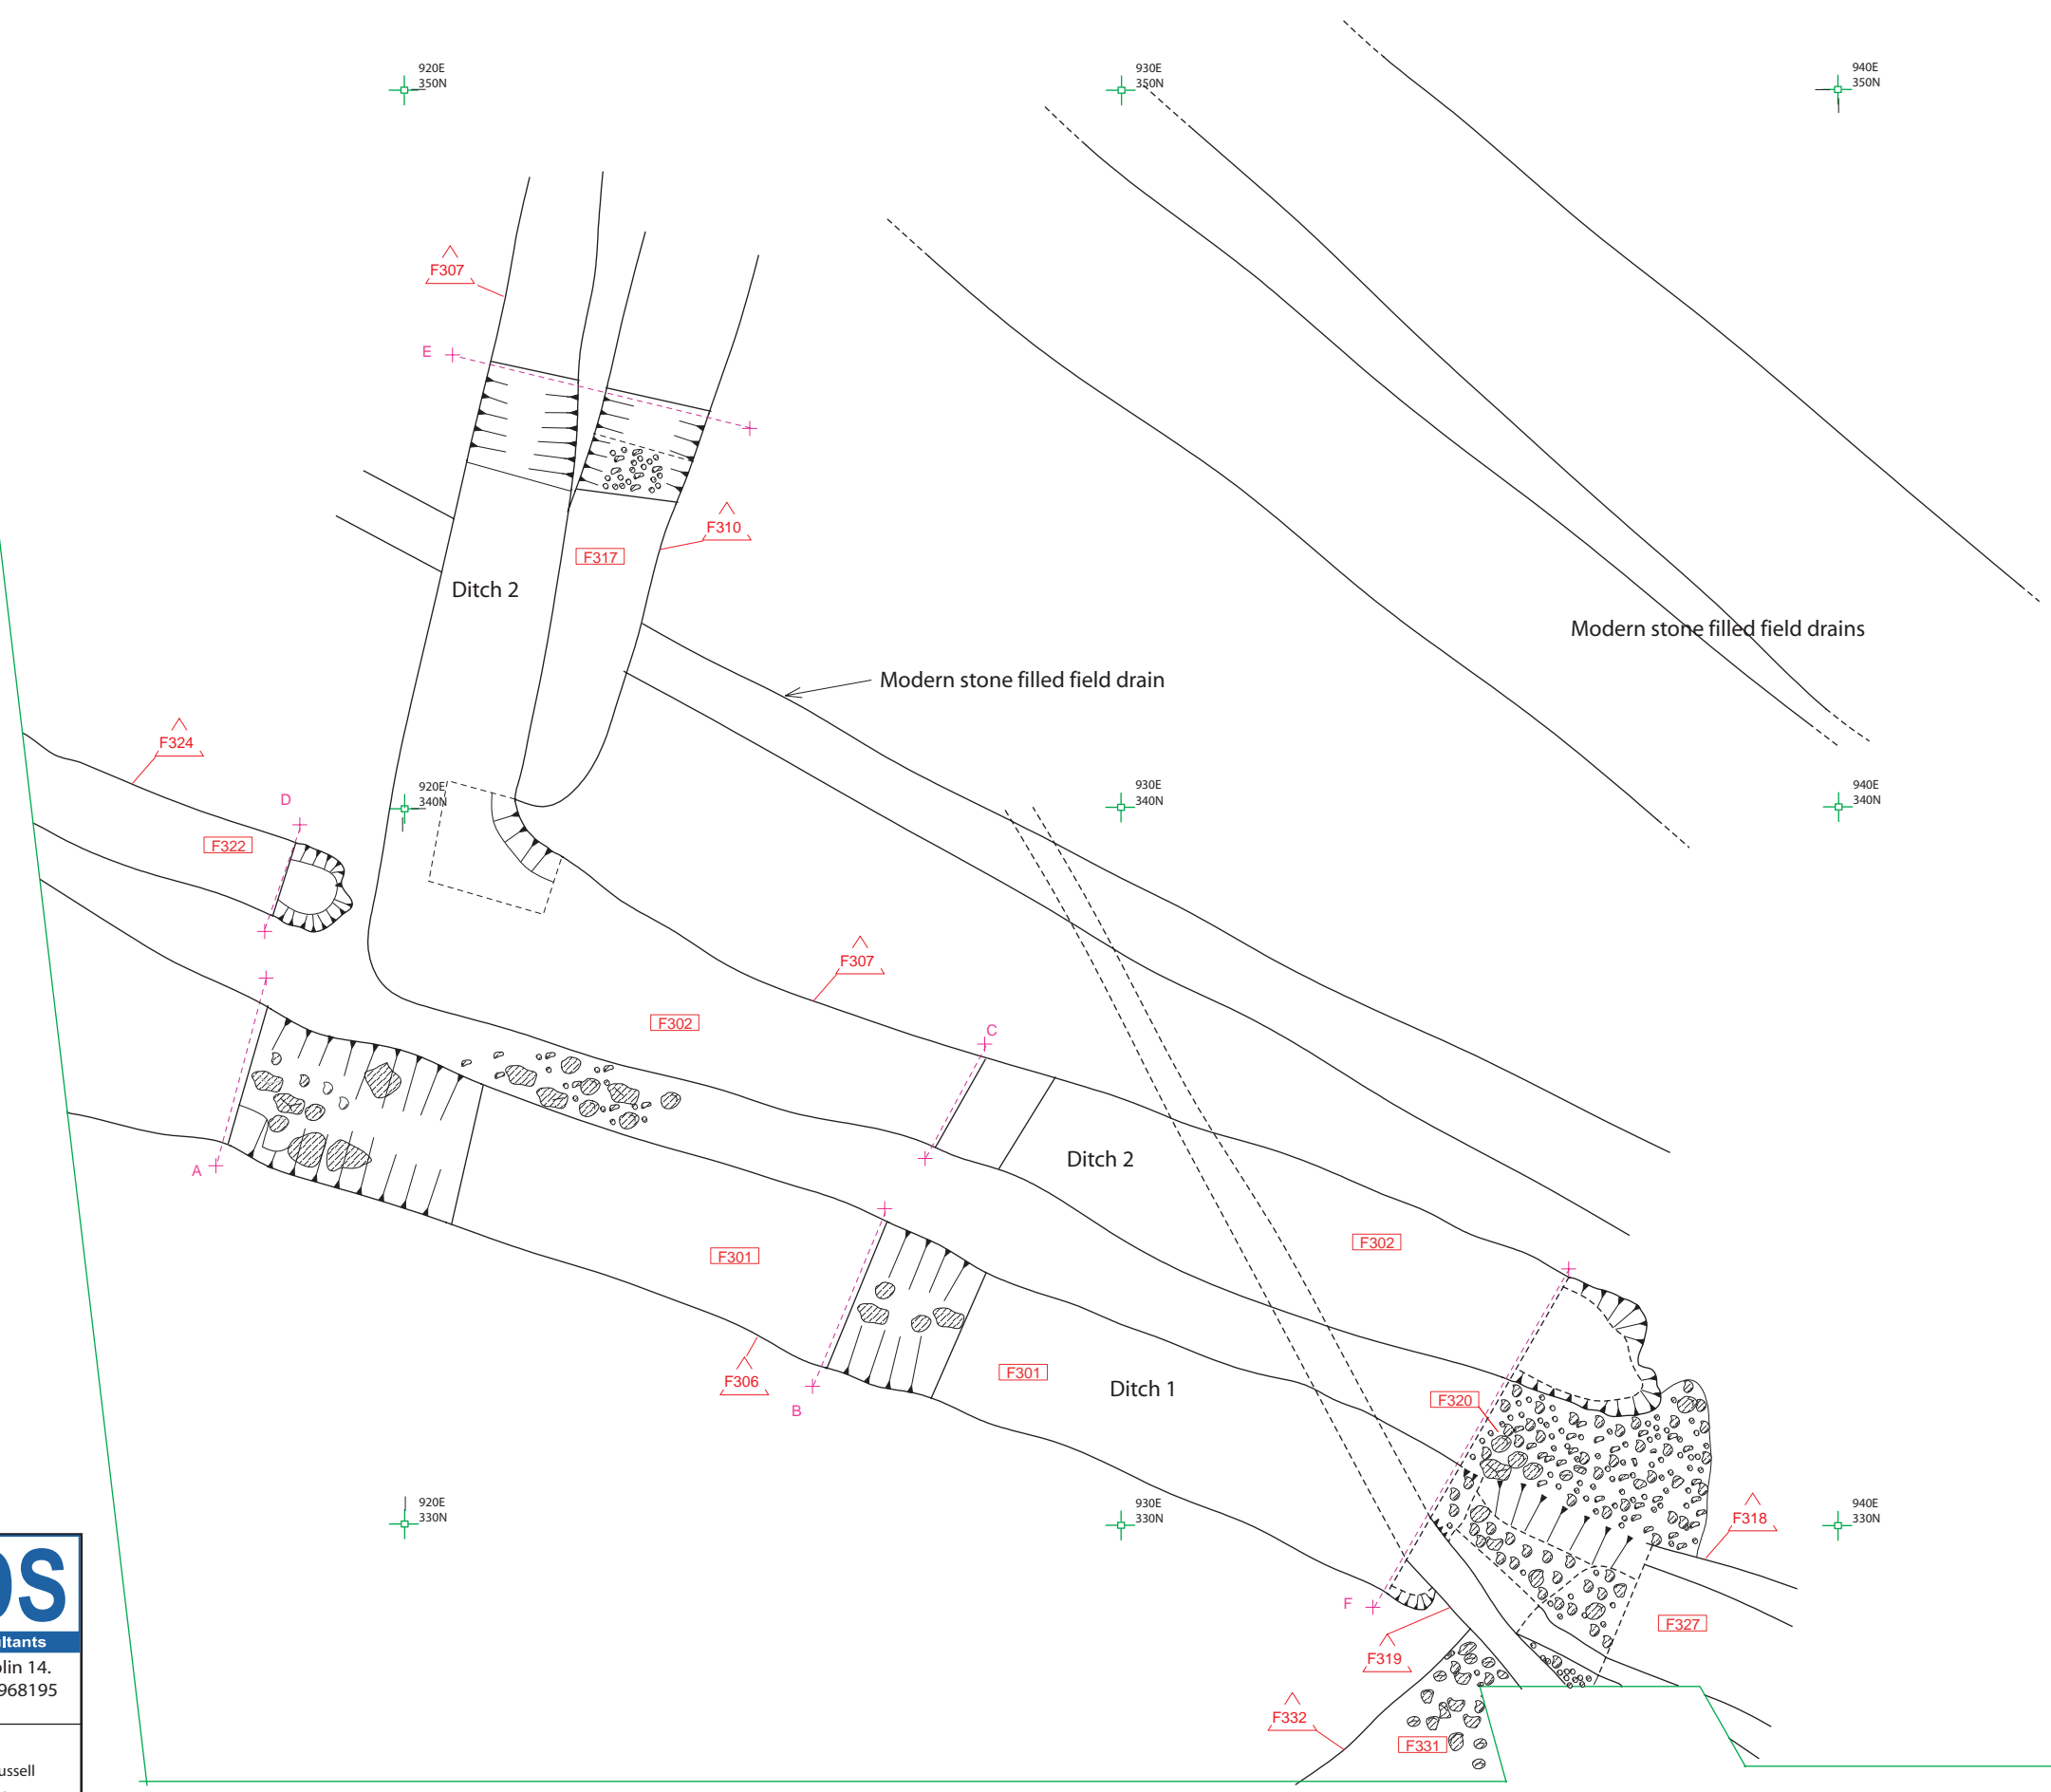 920E
350N
930E
350N
940E
350N
F307
E
F310
F317
Ditch 2
Modern stone filled field drains
Modern stone filled field drain
F324
D
920E
340N
930E
340N
940E
340N
F322
F307
F302
C
A
Ditch 2
F302
F301
F306
F301
Ditch 1
B
F320
920E
330N
930E
330N
940E
330N
F318
F
F327
F319
F332
F331
OS
ltants
lin 14.
968195
ussell